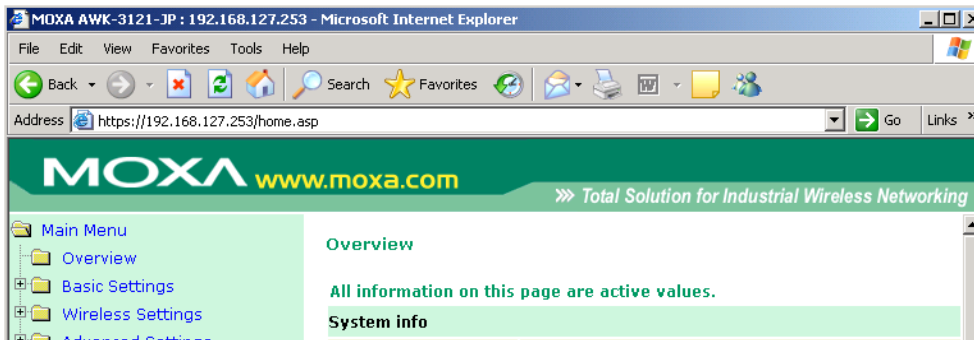 MOXA AWK-3121-JP : 192.168.127.253 - Microsoft Internet Explorer
File Edit View Favorites Tools Help
Back Search Favorites
Address https://192.168.127.253/home.asp Go Links »
MOXA www.moxa.com
»» Total Solution for Industrial Wireless Networking
Main Menu
Overview
Basic Settings
Wireless Settings
Advanced Settings
Overview
All information on this page are active values.
System info